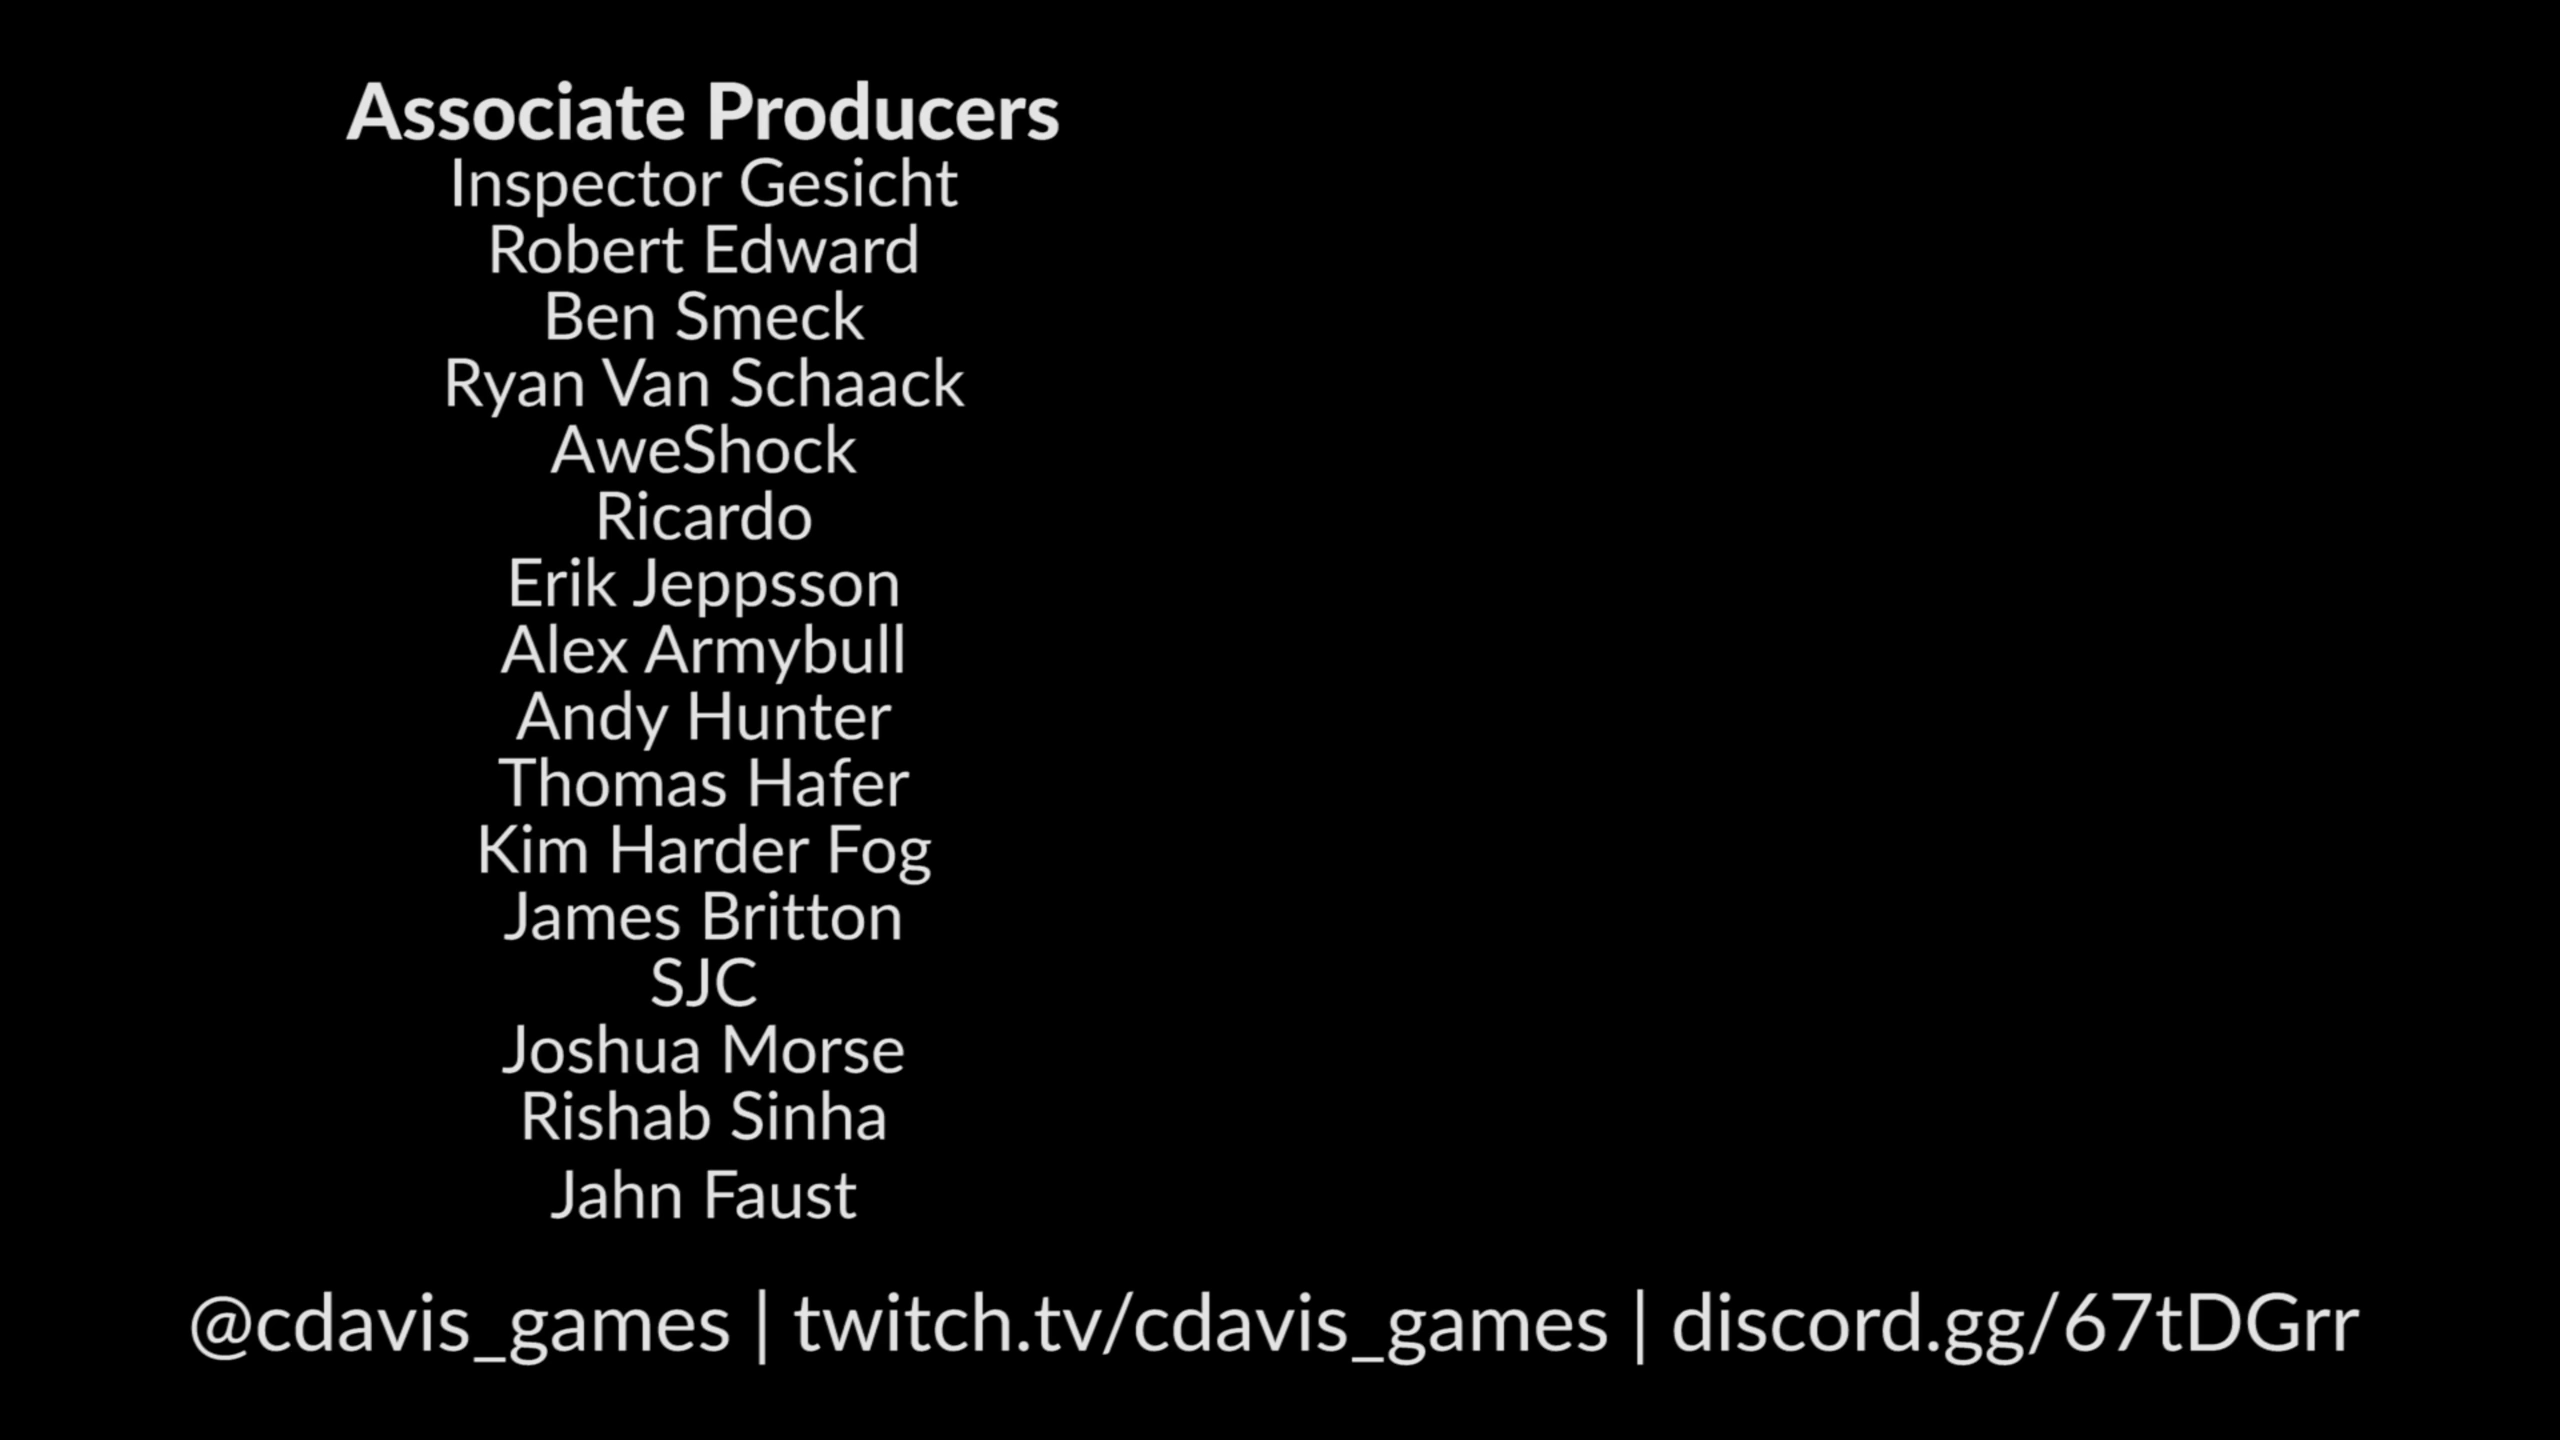 Associate Producers
Inspector Gesicht
Robert Edward
Ben Smeck
Ryan Van Schaack
AweShock
Ricardo
Erik Jeppsson
Alex Armybull
Andy Hunter
Thomas Hafer
Kim Harder Fog
James Britton
SJC
Joshua Morse
Rishab Sinha
Jahn Faust
@cdavis_games | twitch.tv/cdavis_games | discord.gg/67tDGrr